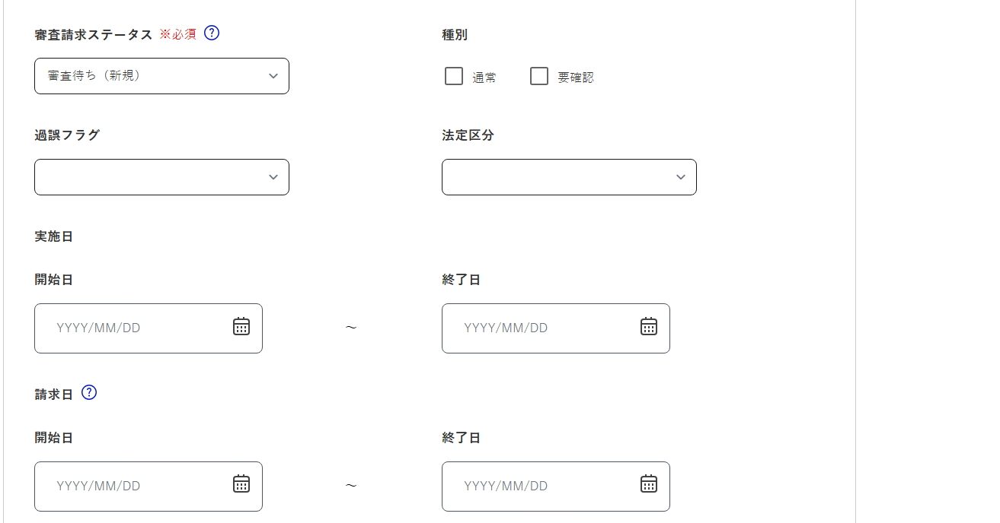 審査請求ステータス ※必須 ?
種別
審査待ち（新規）
通常 要確認
過誤フラグ
法定区分
実施日
開始日
終了日
YYYY/MM/DD ～ YYYY/MM/DD
請求日 ?
開始日
終了日
YYYY/MM/DD ～ YYYY/MM/DD